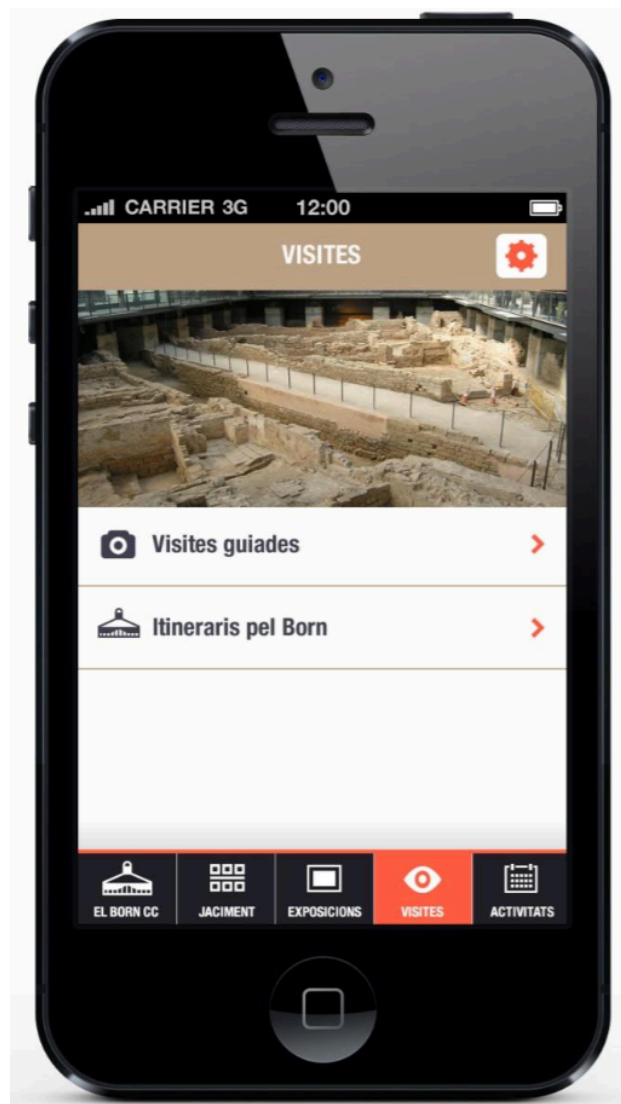 CARRIER 3G 12:00
VISITES
Visites guiades
Itineraris pel Born
EL BORN CC JACIMENT EXPOSICIONS VISITES ACTIVITATS